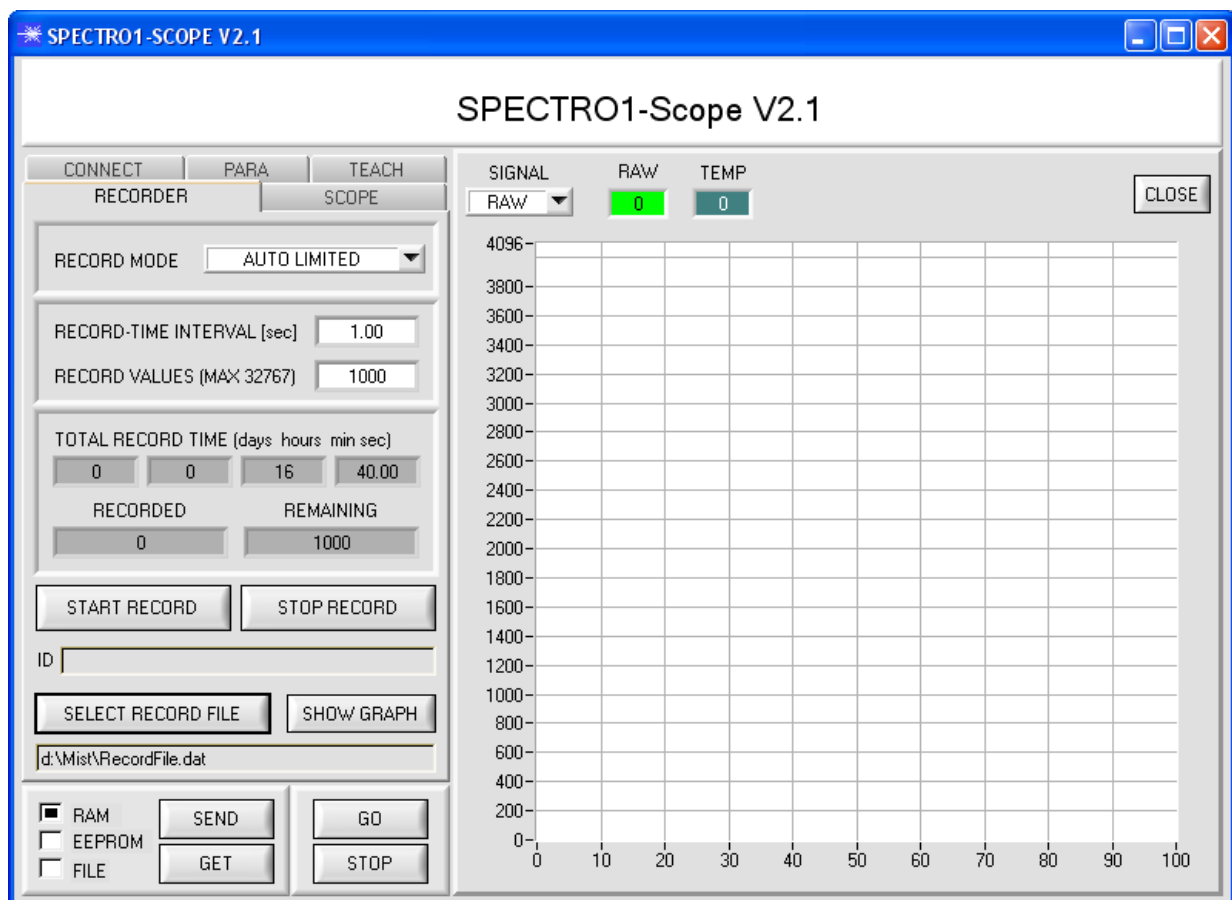 SPECTRO1-SCOPE V2.1
SPECTRO1-Scope V2.1
CONNECT PARA TEACH
RECORDER SCOPE
RECORD MODE AUTO LIMITED
RECORD-TIME INTERVAL [sec] 1.00
RECORD VALUES (MAX 32767) 1000
TOTAL RECORD TIME (days hours min sec)
0 0 16 40.00
RECORDED REMAINING
0 1000
START RECORD STOP RECORD
ID
SELECT RECORD FILE SHOW GRAPH
d:\Mist\RecordFile.dat
RAM
EEPROM
FILE
SEND
GET
GO
STOP
SIGNAL RAW TEMP
RAW 0 0
CLOSE
4096
3800
3600
3400
3200
3000
2800
2600
2400
2200
2000
1800
1600
1400
1200
1000
800
600
400
200
0
0 10 20 30 40 50 60 70 80 90 100